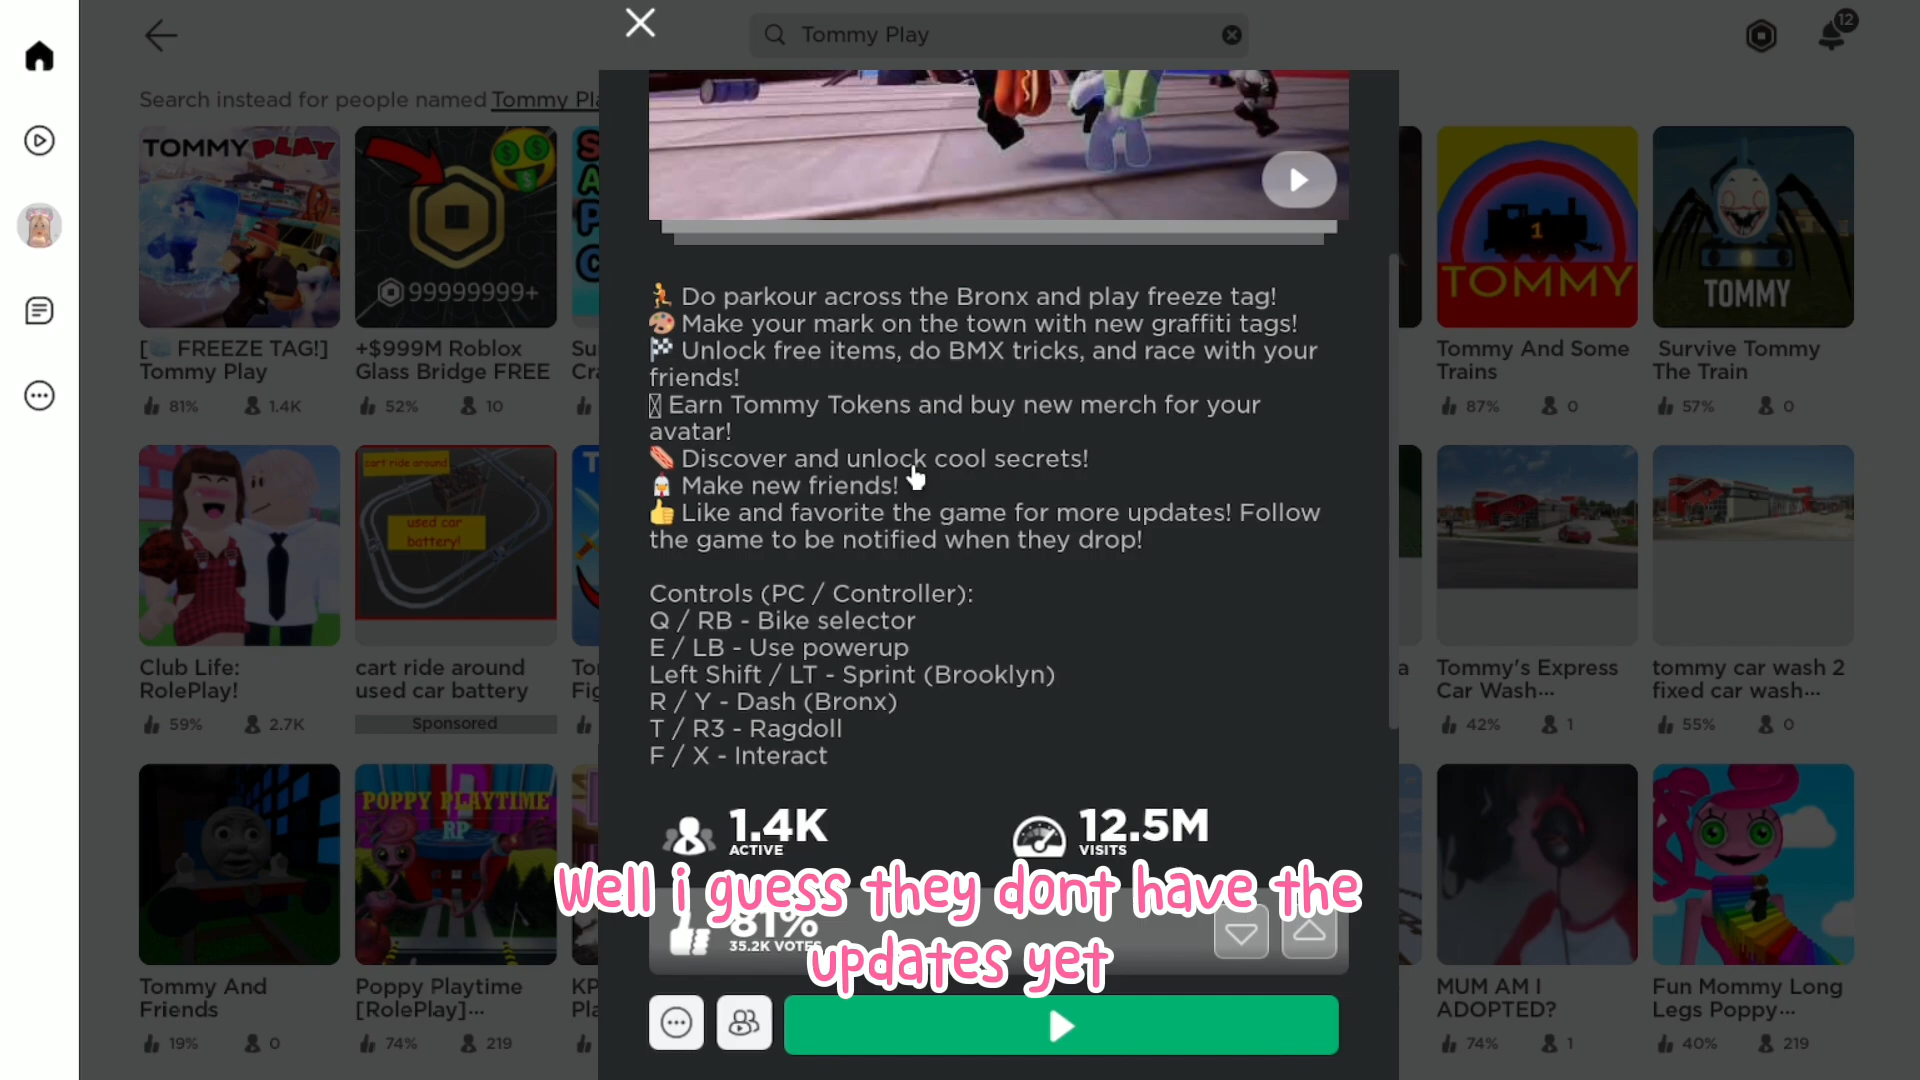 Tommy Play
12
Search instead for people named Tommy Pla
TOMMY PLAY
99999999+
1
TOMMY
TOMMY
[🧊 FREEZE TAG!]
Tommy Play
81% 1.4K
+$999M Roblox
Glass Bridge FREE
52% 10
Su
Cra
Tommy And Some
Trains
87% 0
Survive Tommy
The Train
57% 0
🏃 Do parkour across the Bronx and play freeze tag!
🎨 Make your mark on the town with new graffiti tags!
🏁 Unlock free items, do BMX tricks, and race with your
friends!
Earn Tommy Tokens and buy new merch for your
avatar!
🌭 Discover and unlock cool secrets!
🐔 Make new friends!
👍 Like and favorite the game for more updates! Follow
the game to be notified when they drop!
Controls (PC / Controller):
Q / RB - Bike selector
E / LB - Use powerup
Left Shift / LT - Sprint (Brooklyn)
R / Y - Dash (Bronx)
T / R3 - Ragdoll
F / X - Interact
1.4K
ACTIVE
12.5M
VISITS
81%
35.2K VOTES
Well i guess they dont have the
updates yet
cart ride around
used car
battery!
Club Life:
RolePlay!
59% 2.7K
cart ride around
used car battery
Sponsored
Tommy's Express
Car Wash...
42% 1
tommy car wash 2
fixed car wash...
55% 0
POPPY PLAYTIME
RP
Tommy And
Friends
19% 0
Poppy Playtime
[RolePlay]...
74% 219
KP
Pla
MUM AM I
ADOPTED?
74% 1
Fun Mommy Long
Legs Poppy...
40% 219